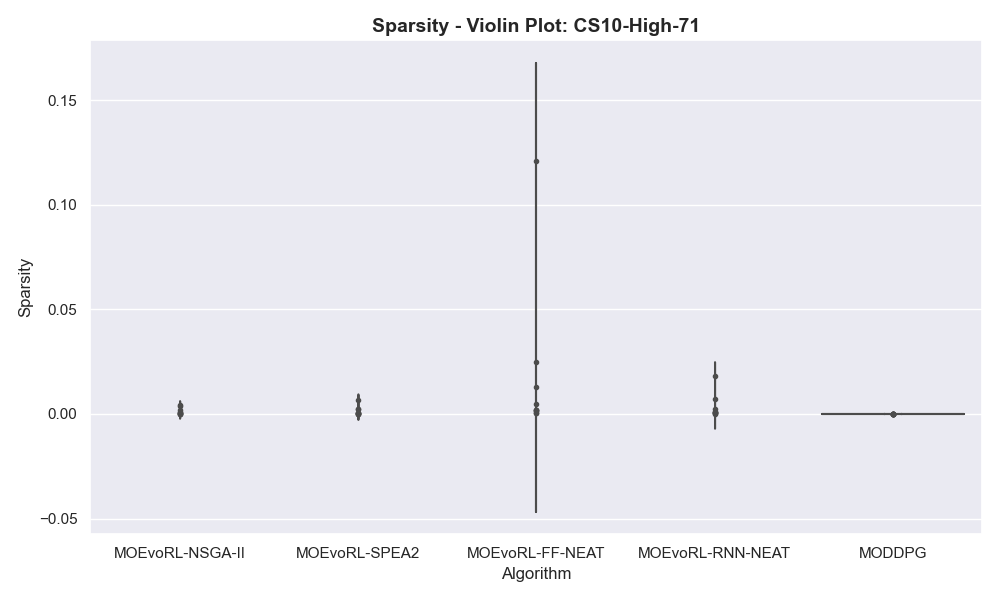 Sparsity - Violin Plot: CS10-High-71
Sparsity
0.15
0.10
0.05
0.00
−0.05
MOEvoRL-NSGA-II MOEvoRL-SPEA2 MOEvoRL-FF-NEAT MOEvoRL-RNN-NEAT MODDPG
Algorithm